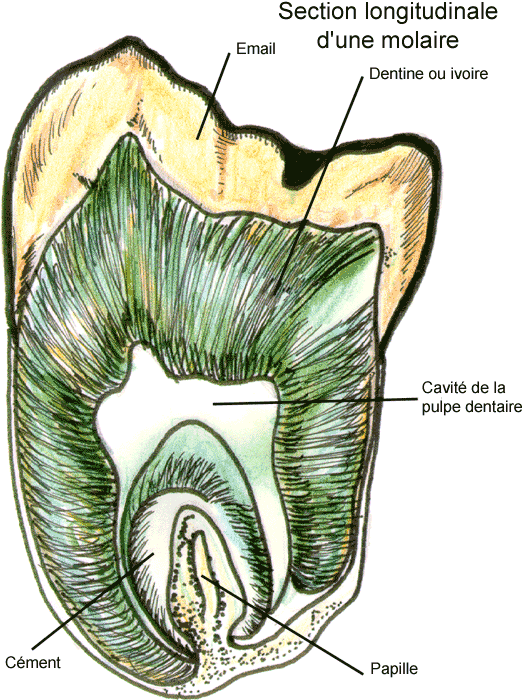 Section longitudinale
d'une molaire
Email
Dentine ou ivoire
Cavité de la
pulpe dentaire
Cément
Papille